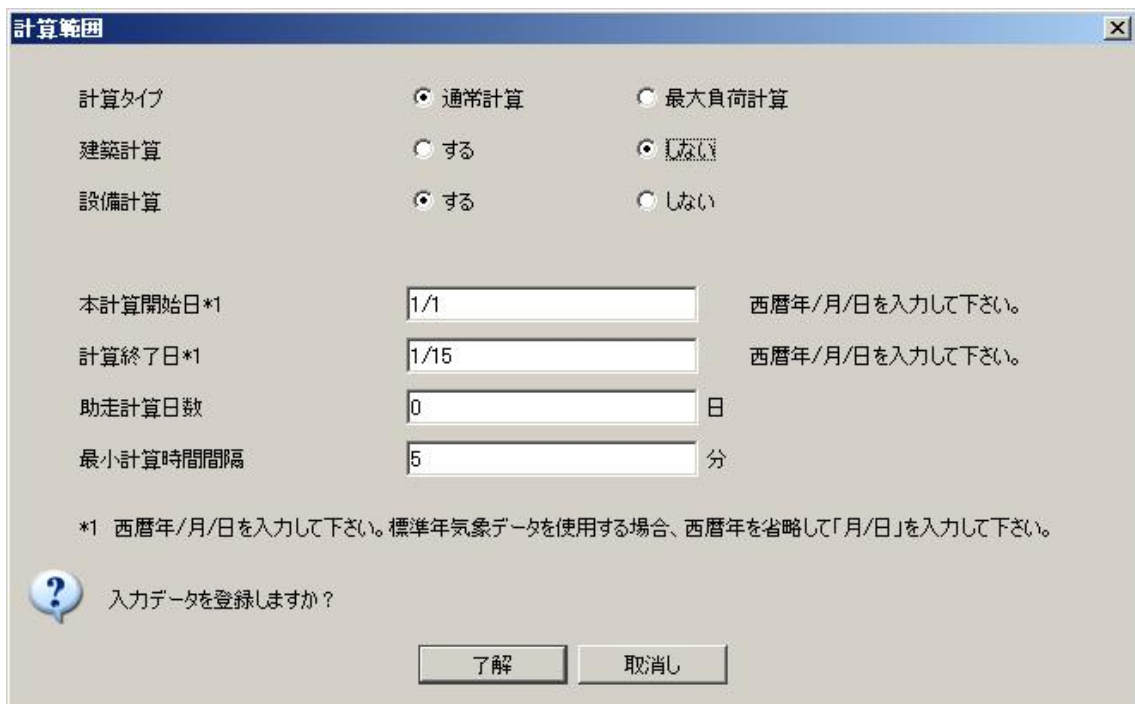 計算範囲
計算タイプ 通常計算 最大負荷計算
建築計算 する しない
設備計算 する しない
本計算開始日*1 1/1 西暦年/月/日を入力して下さい。
計算終了日*1 1/15 西暦年/月/日を入力して下さい。
助走計算日数 0 日
最小計算時間間隔 5 分
*1 西暦年/月/日を入力して下さい。標準年気象データを使用する場合、西暦年を省略して「月/日」を入力して下さい。
入力データを登録しますか？
了解 取消し